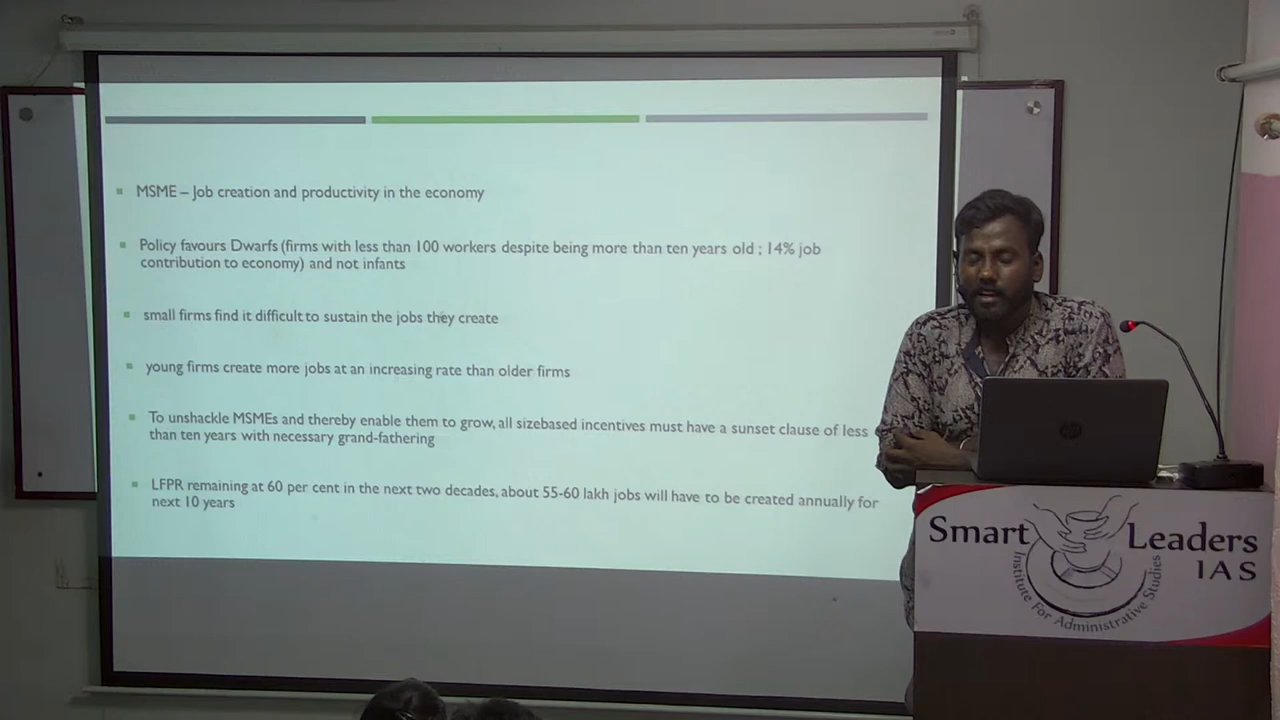 MSME – Job creation and productivity in the economy
Policy favours Dwarfs (firms with less than 100 workers despite being more than ten years old ; 14% job
contribution to economy) and not infants
small firms find it difficult to sustain the jobs they create
young firms create more jobs at an increasing rate than older firms
To unshackle MSMEs and thereby enable them to grow, all sizebased incentives must have a sunset clause of less
than ten years with necessary grand-fathering
LFPR remaining at 60 per cent in the next two decades, about 55-60 lakh jobs will have to be created annually for
next 10 years
Smart Leaders
IAS
Institute For Administrative Studies
hp